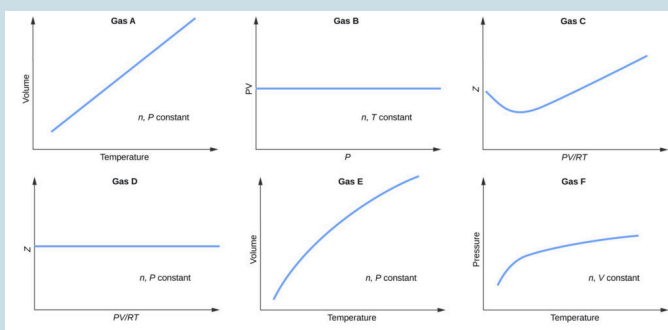 Gas A
Volume
n, P constant
Temperature
Gas B
PV
n, T constant
P
Gas C
Z
PV/RT
Gas D
Z
n, P constant
PV/RT
Gas E
Volume
n, P constant
Temperature
Gas F
Pressure
n, V constant
Temperature